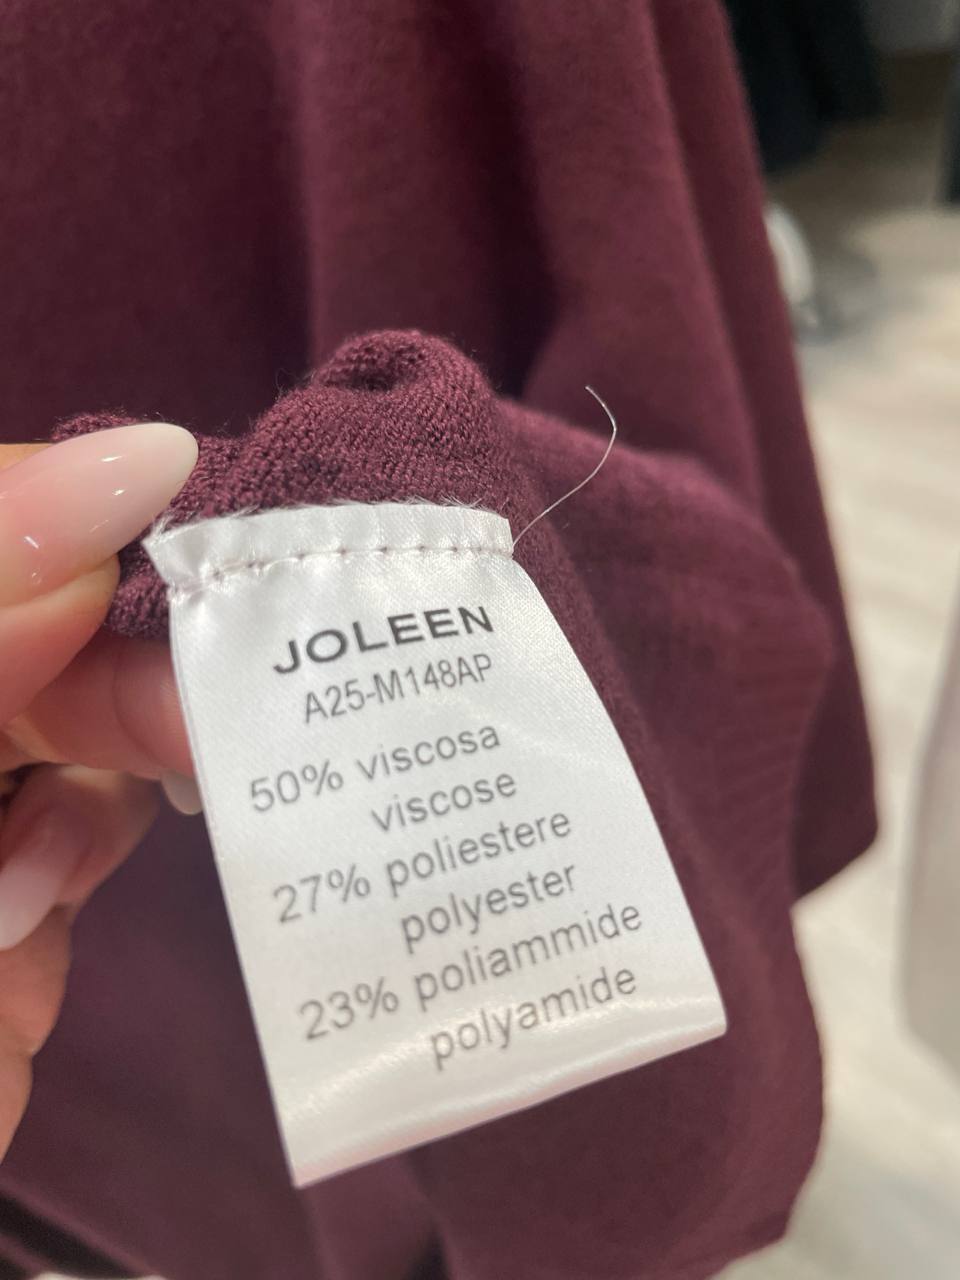 JOLEEN
A25-M148AP
50% viscosa
viscose
27% poliestere
polyester
23% poliammide
polyamide